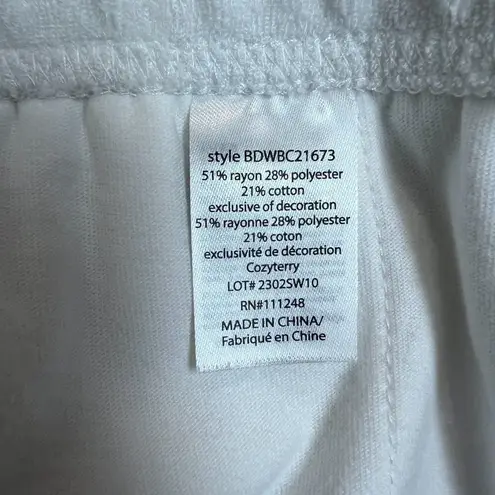 style BDWBC21673
51% rayon 28% polyester
21% cotton
exclusive of decoration
51% rayonne 28% polyester
21% coton
exclusivité de décoration
Cozyterry
LOT# 2302SW10
RN#111248
MADE IN CHINA/
Fabriqué en Chine